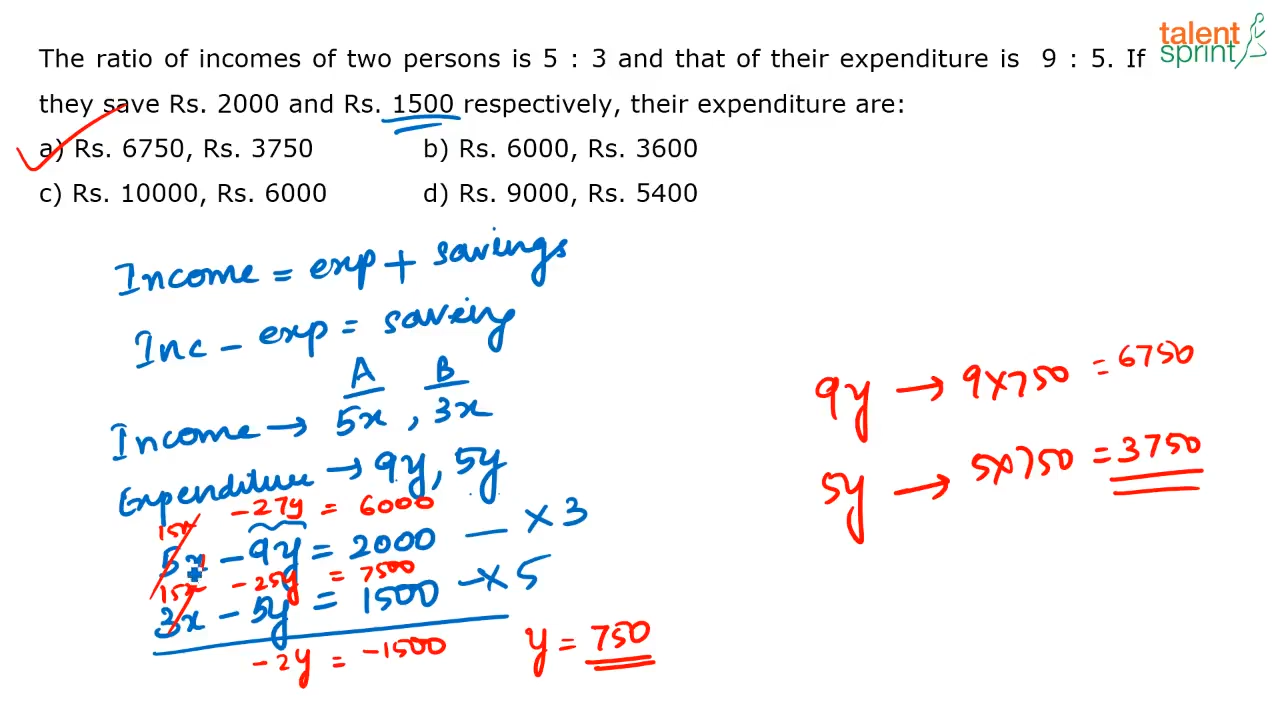 talent
sprint
The ratio of incomes of two persons is 5 : 3 and that of their expenditure is 9 : 5. If
they save Rs. 2000 and Rs. 1500 respectively, their expenditure are:
a) Rs. 6750, Rs. 3750 b) Rs. 6000, Rs. 3600
c) Rs. 10000, Rs. 6000 d) Rs. 9000, Rs. 5400
Income = exp + savings
Inc - exp = saving
A B
Income → 5x, 3x
Expenditure → 9y, 5y
15x - 27y = 6000
5x - 9y = 2000 — × 3
15x - 25y = 7500
3x - 5y = 1500 — × 5
-2y = -1500
y = 750
9y → 9×750 = 6750
5y → 5×750 = 3750